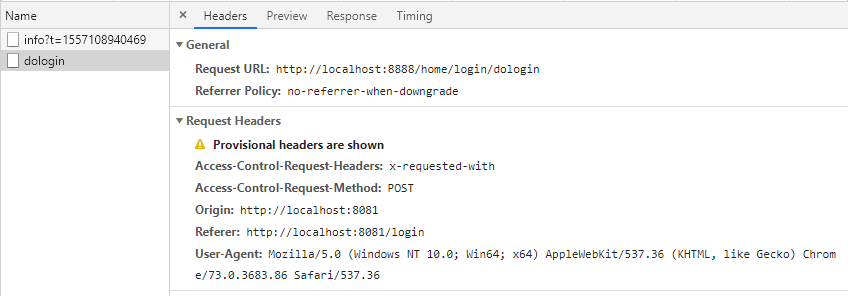 Name
info?t=1557108940469
dologin
× Headers Preview Response Timing
▼ General
Request URL: http://localhost:8888/home/login/dologin
Referrer Policy: no-referrer-when-downgrade
▼ Request Headers
Provisional headers are shown
Access-Control-Request-Headers: x-requested-with
Access-Control-Request-Method: POST
Origin: http://localhost:8081
Referer: http://localhost:8081/login
User-Agent: Mozilla/5.0 (Windows NT 10.0; Win64; x64) AppleWebKit/537.36 (KHTML, like Gecko) Chrom
e/73.0.3683.86 Safari/537.36